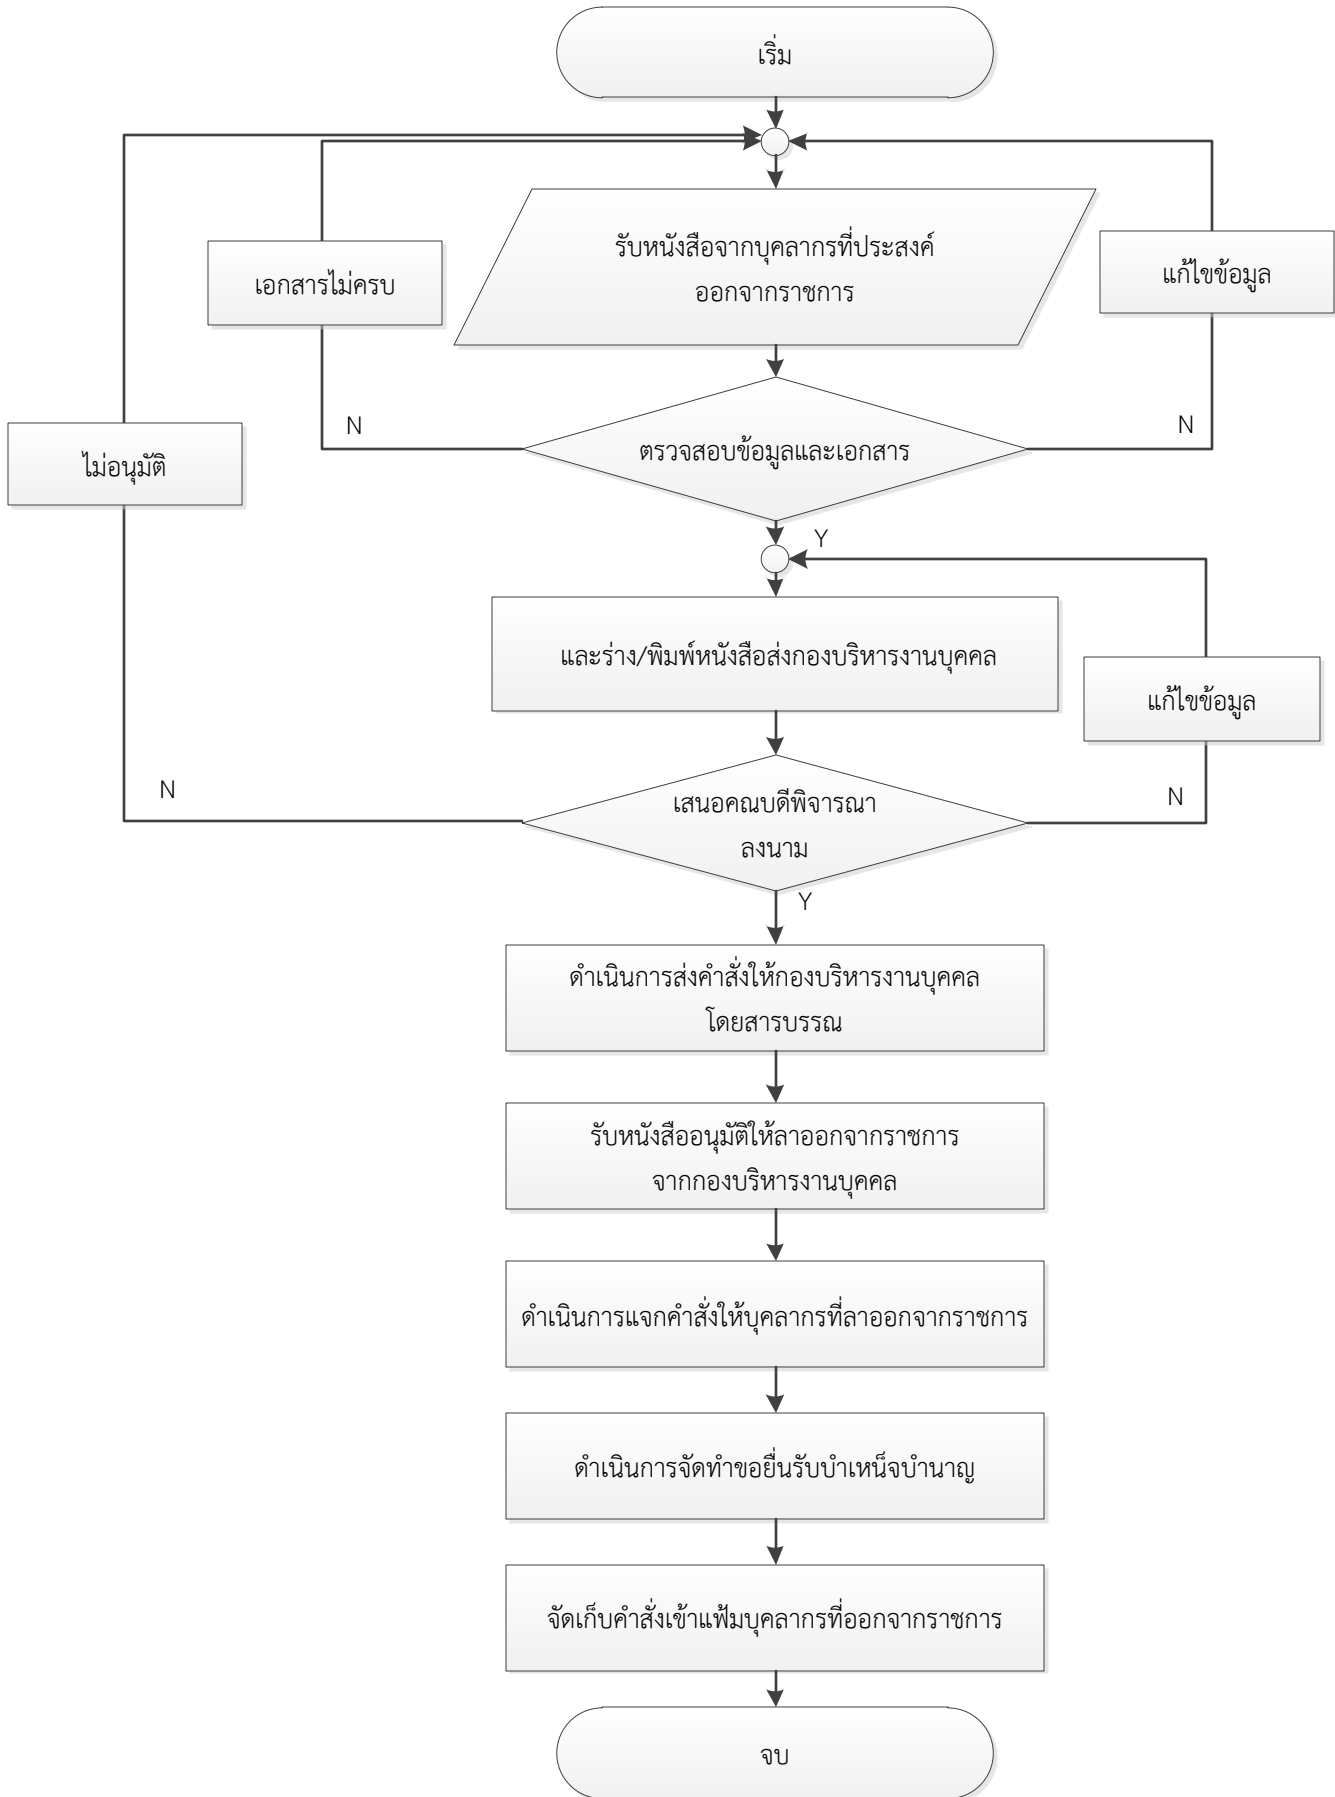 เริ่ม
รับหนังสือจากบุคลากรที่ประสงค์
ออกจากราชการ
เอกสารไม่ครบ
แก้ไขข้อมูล
N
N
ตรวจสอบข้อมูลและเอกสาร
ไม่อนุมัติ
Y
และร่าง/พิมพ์หนังสือส่งกองบริหารงานบุคคล
แก้ไขข้อมูล
N
N
เสนอคณบดีพิจารณา
ลงนาม
Y
ดำเนินการส่งคำสั่งให้กองบริหารงานบุคคล
โดยสารบรรณ
รับหนังสืออนุมัติให้ลาออกจากราชการ
จากกองบริหารงานบุคคล
ดำเนินการแจกคำสั่งให้บุคลากรที่ลาออกจากราชการ
ดำเนินการจัดทำขอยื่นรับบำเหน็จบำนาญ
จัดเก็บคำสั่งเข้าแฟ้มบุคลากรที่ออกจากราชการ
จบ